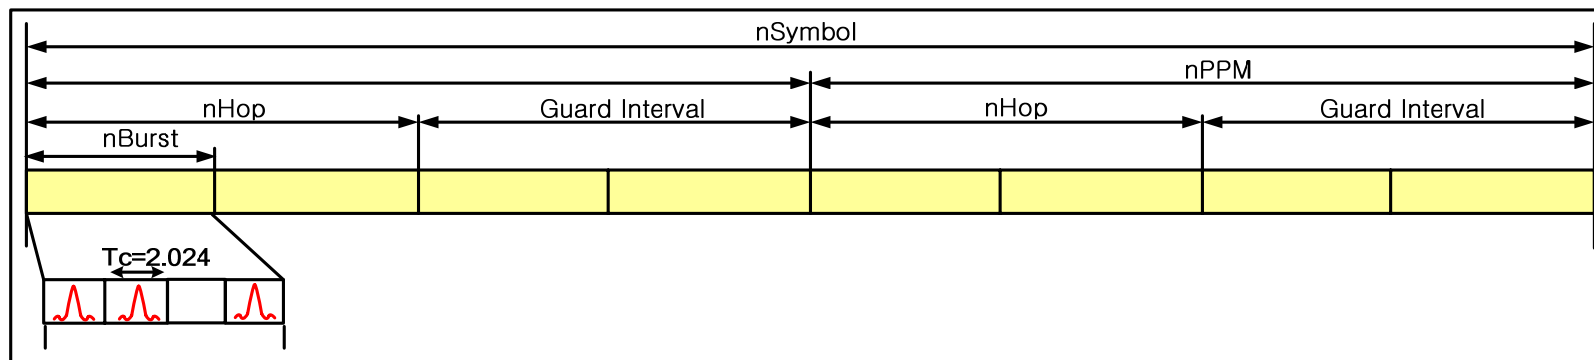 nSymbol
nPPM
nHop
Guard Interval
nHop
Guard Interval
nBurst
Tc=2.024